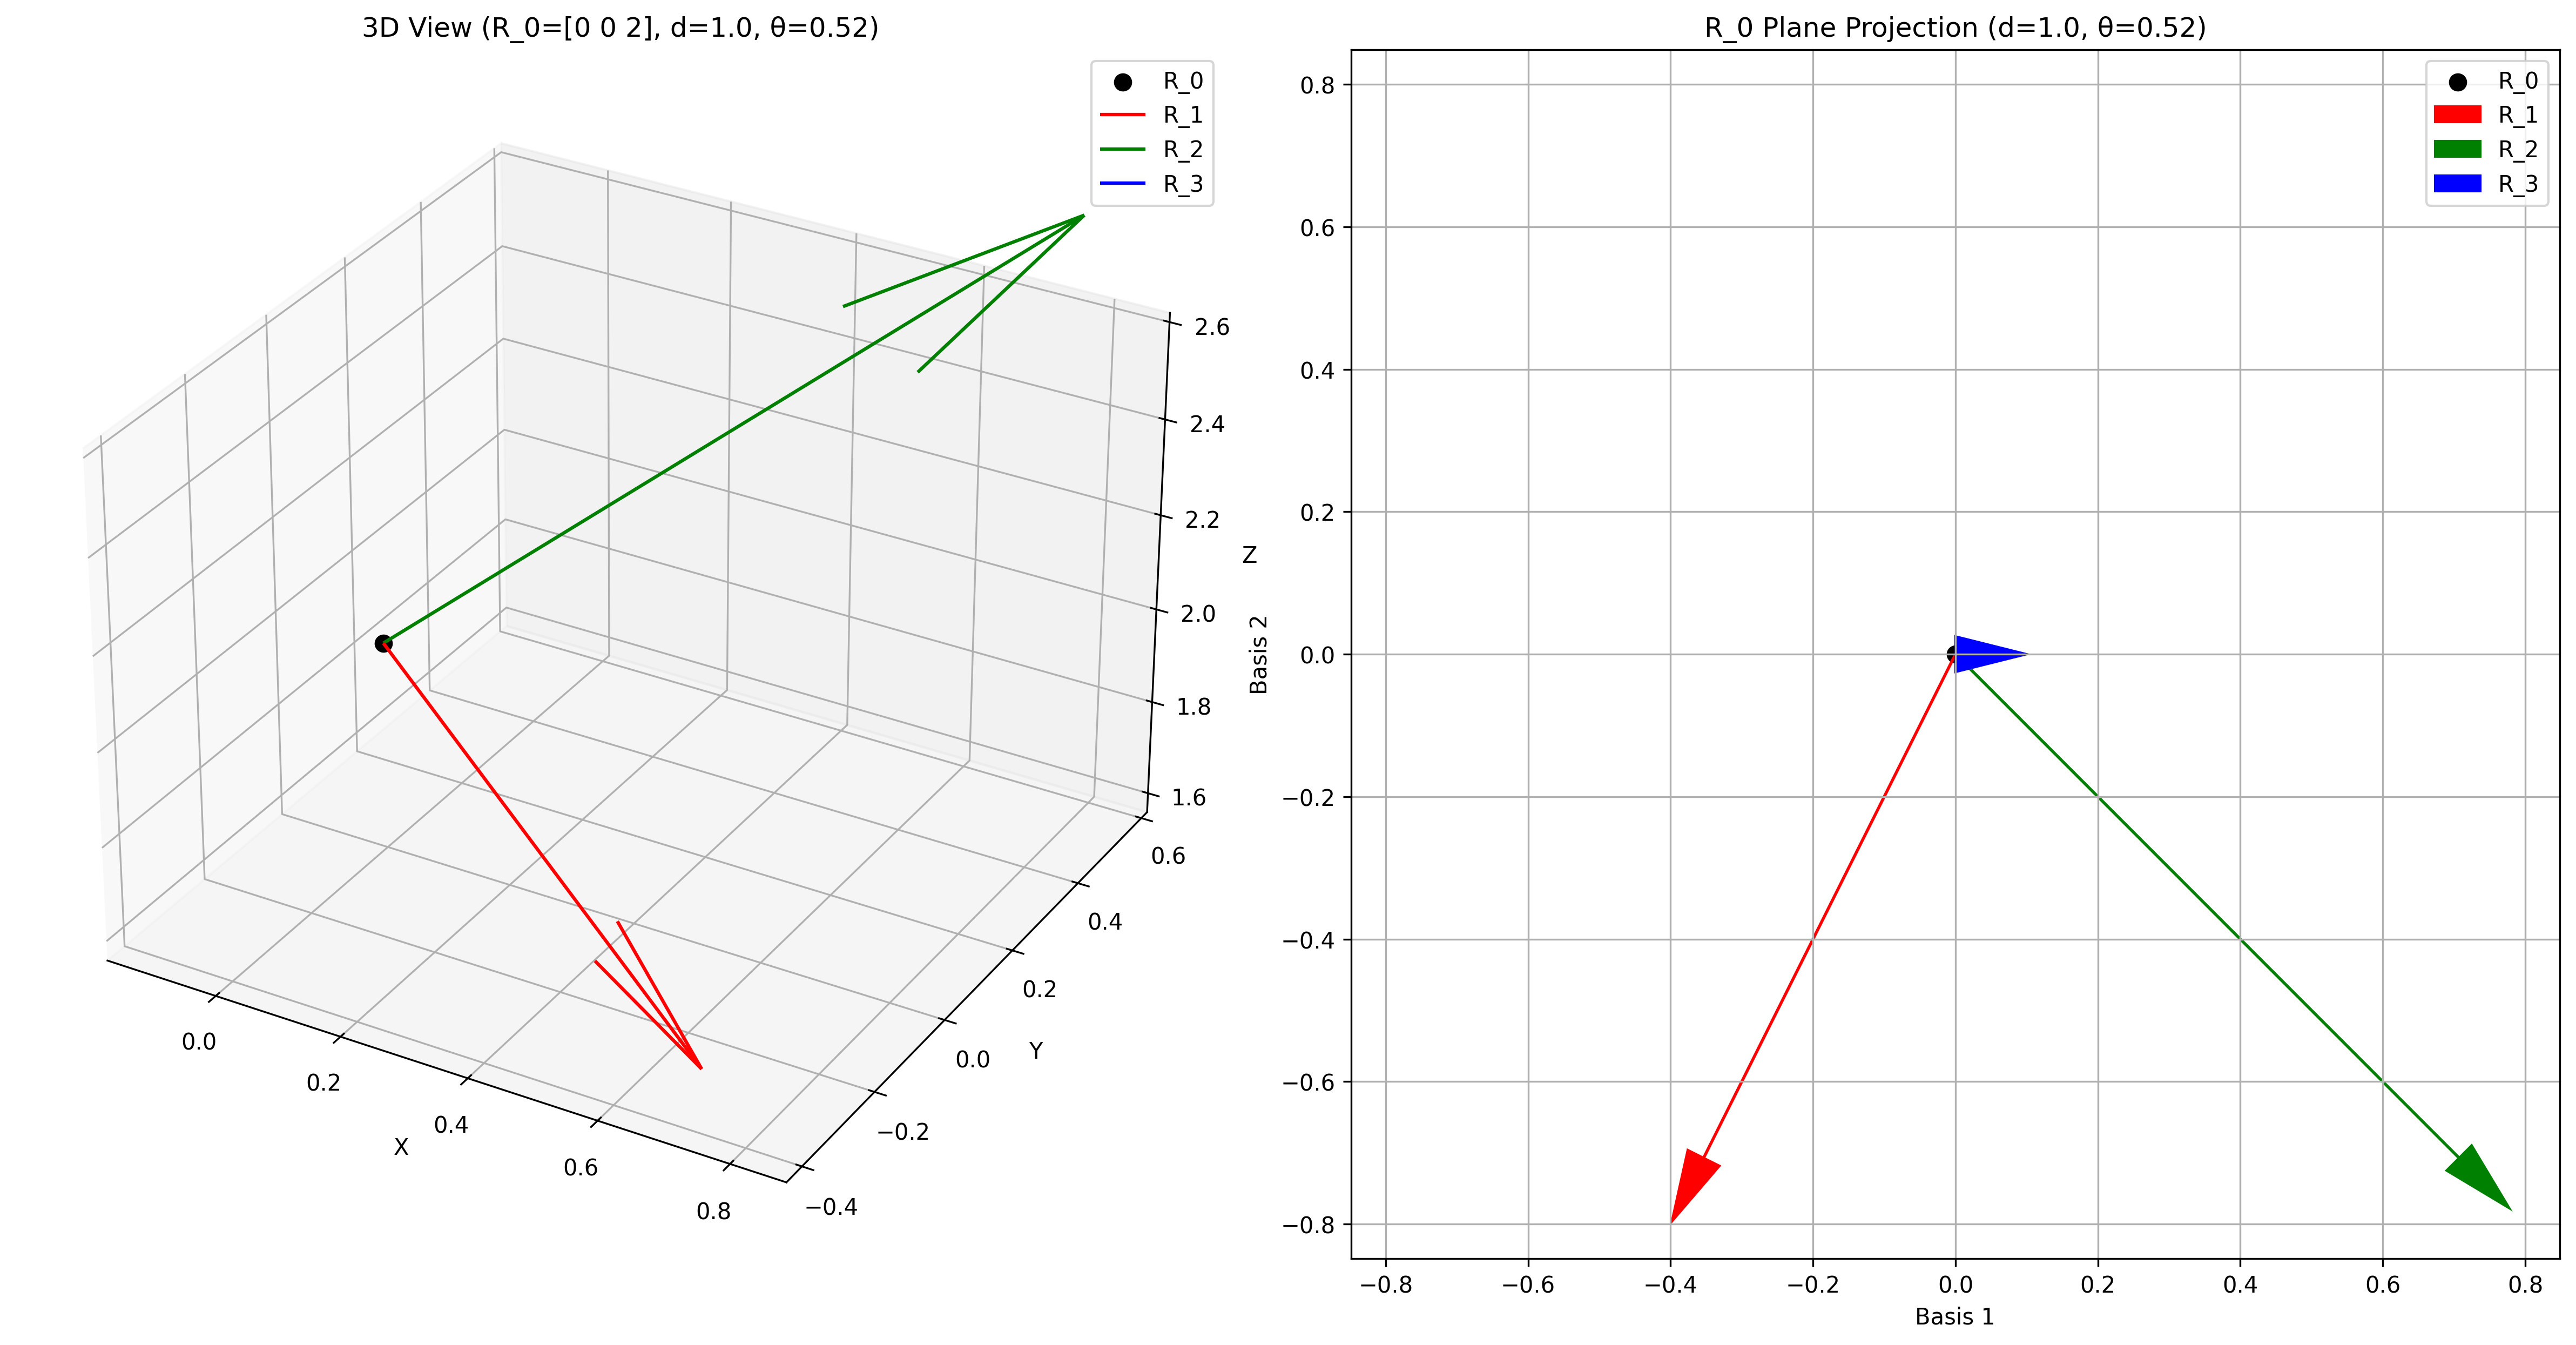 3D View (R_0=[0 0 2], d=1.0, θ=0.52)
R_0
R_1
R_2
R_3
2.6
2.4
2.2
2.0
1.8
1.6
Z
0.6
0.4
0.2
0.0
−0.2
−0.4
Y
0.0
0.2
0.4
0.6
0.8
X
R_0 Plane Projection (d=1.0, θ=0.52)
R_0
R_1
R_2
R_3
0.8
0.6
0.4
0.2
0.0
−0.2
−0.4
−0.6
−0.8
Basis 2
−0.8
−0.6
−0.4
−0.2
0.0
0.2
0.4
0.6
0.8
Basis 1